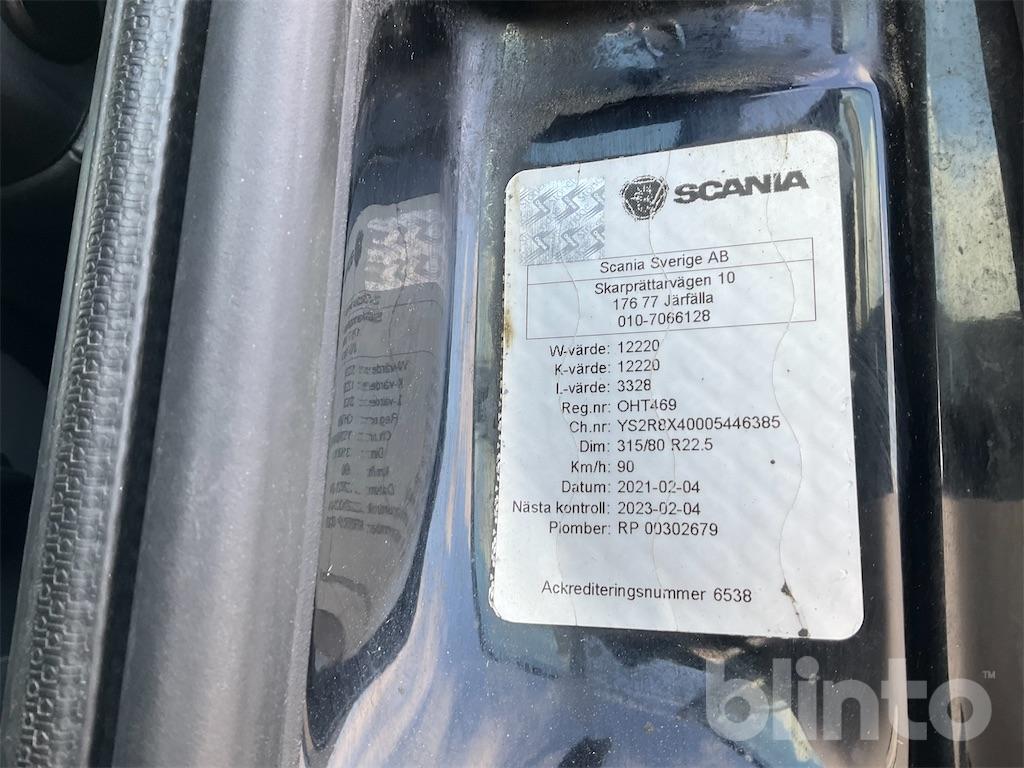 SCANIA
Scania Sverige AB
Skarprättarvägen 10
176 77 Järfälla
010-7066128
W-värde: 12220
K-värde: 12220
L-värde: 3328
Reg.nr: OHT469
Ch.nr: YS2R8X40005446385
Dim: 315/80 R22.5
Km/h: 90
Datum: 2021-02-04
Nästa kontroll: 2023-02-04
Plomber: RP 00302679
Ackrediteringsnummer 6538
blinto™